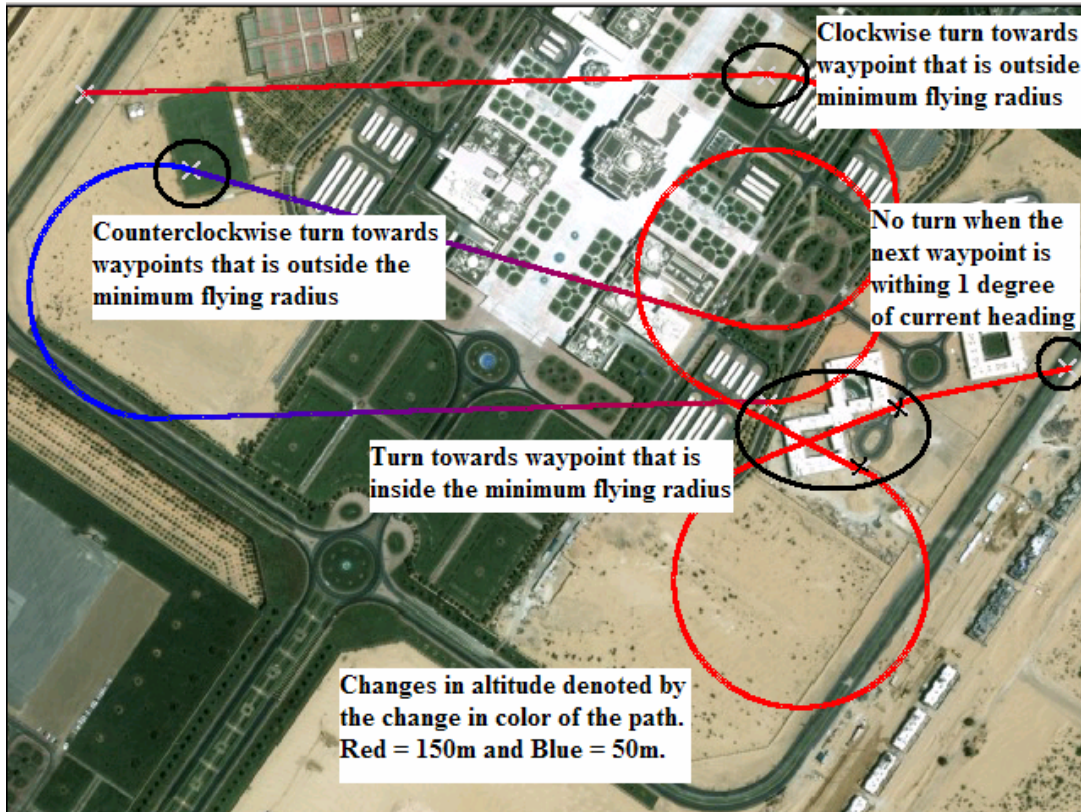 Clockwise turn towards
waypoint that is outside
minimum flying radius
Counterclockwise turn towards
waypoints that is outside the
minimum flying radius
No turn when the
next waypoint is
withing 1 degree
of current heading
Turn towards waypoint that is
inside the minimum flying radius
Changes in altitude denoted by
the change in color of the path.
Red = 150m and Blue = 50m.